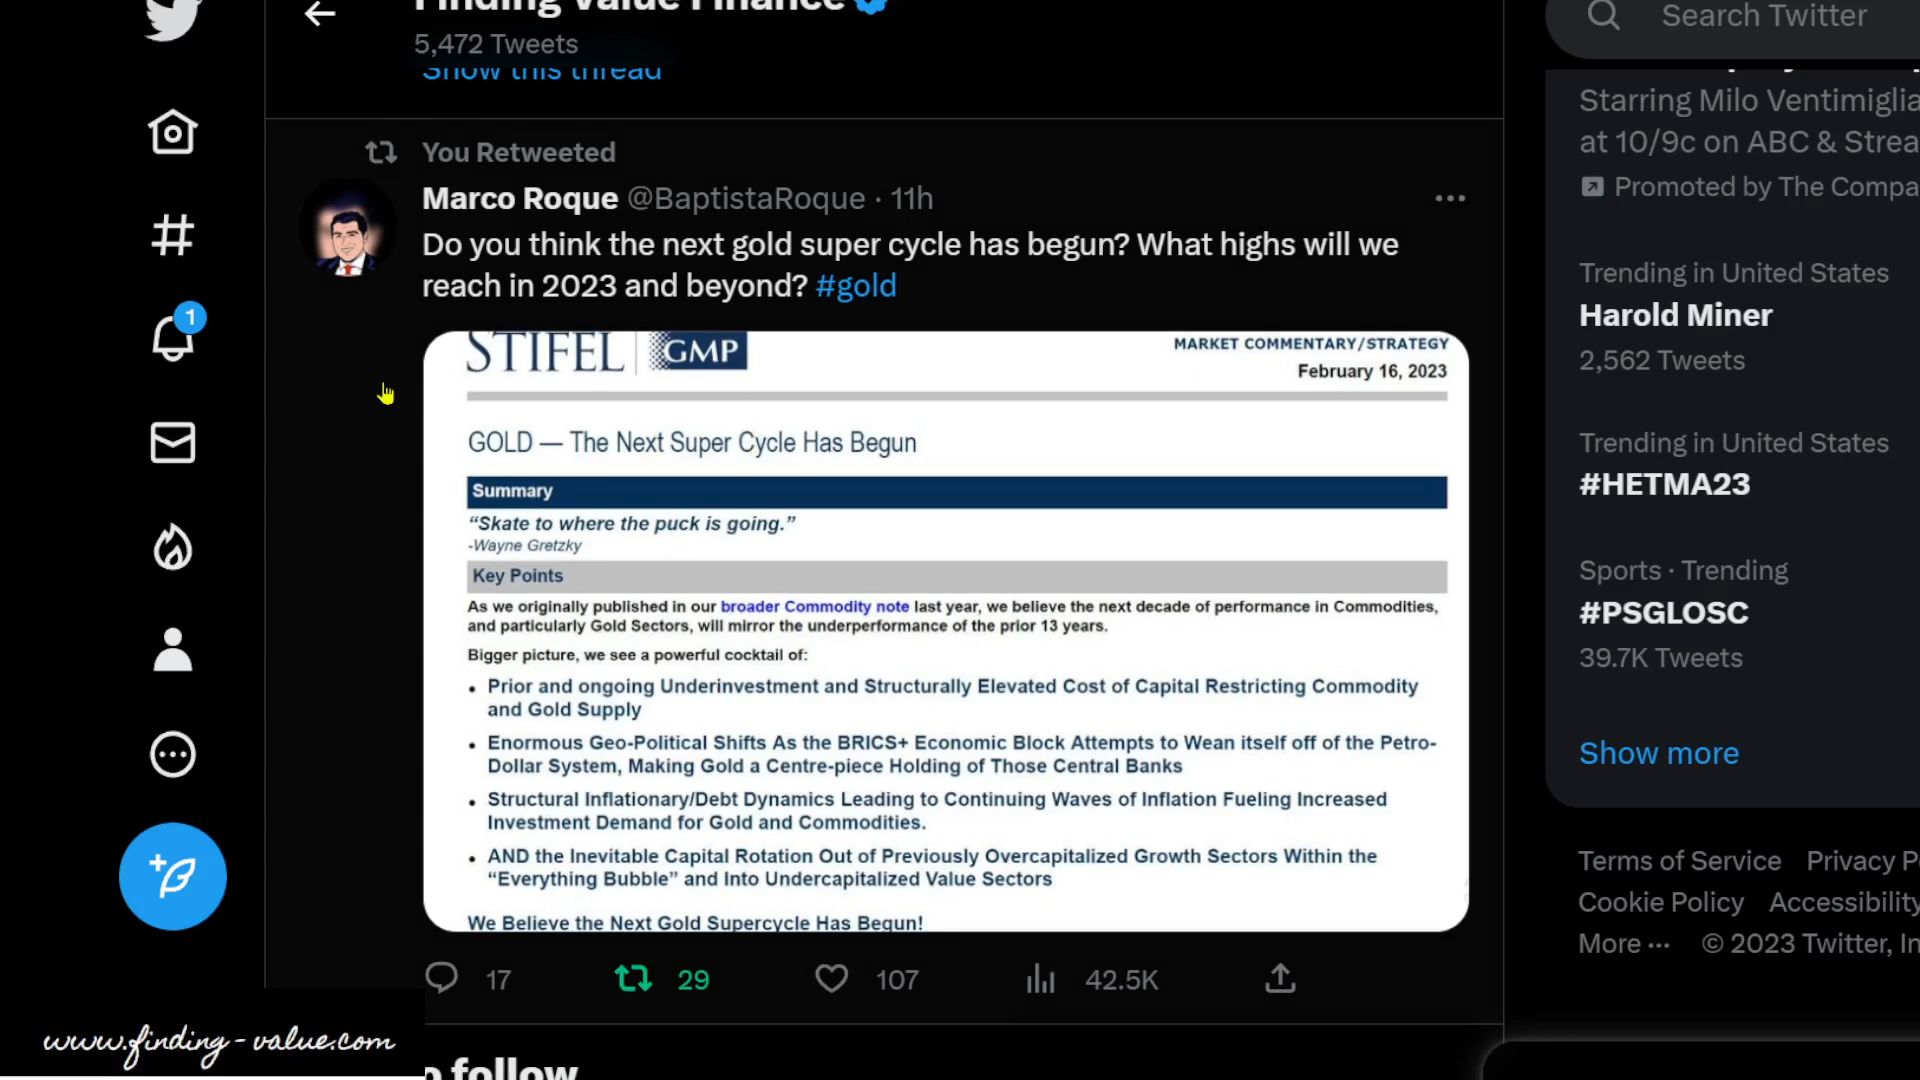 Finding Value Finance
5,472 Tweets
Show this thread
You Retweeted
Marco Roque @BaptistaRoque · 11h
Do you think the next gold super cycle has begun? What highs will we
reach in 2023 and beyond? #gold
STIFEL | GMP
MARKET COMMENTARY/STRATEGY
February 16, 2023
GOLD — The Next Super Cycle Has Begun
Summary
“Skate to where the puck is going.”
-Wayne Gretzky
Key Points
As we originally published in our broader Commodity note last year, we believe the next decade of performance in Commodities,
and particularly Gold Sectors, will mirror the underperformance of the prior 13 years.
Bigger picture, we see a powerful cocktail of:
• Prior and ongoing Underinvestment and Structurally Elevated Cost of Capital Restricting Commodity
and Gold Supply
• Enormous Geo-Political Shifts As the BRICS+ Economic Block Attempts to Wean itself off of the Petro-
Dollar System, Making Gold a Centre-piece Holding of Those Central Banks
• Structural Inflationary/Debt Dynamics Leading to Continuing Waves of Inflation Fueling Increased
Investment Demand for Gold and Commodities.
• AND the Inevitable Capital Rotation Out of Previously Overcapitalized Growth Sectors Within the
“Everything Bubble” and Into Undercapitalized Value Sectors
We Believe the Next Gold Supercycle Has Begun!
17
29
107
42.5K
follow
1
www.finding-value.com
Search Twitter
Starring Milo Ventimiglia
at 10/9c on ABC & Strea
Promoted by The Compa
Trending in United States
Harold Miner
2,562 Tweets
Trending in United States
#HETMA23
Sports · Trending
#PSGLOSC
39.7K Tweets
Show more
Terms of Service Privacy P
Cookie Policy Accessibility
More ··· © 2023 Twitter, In